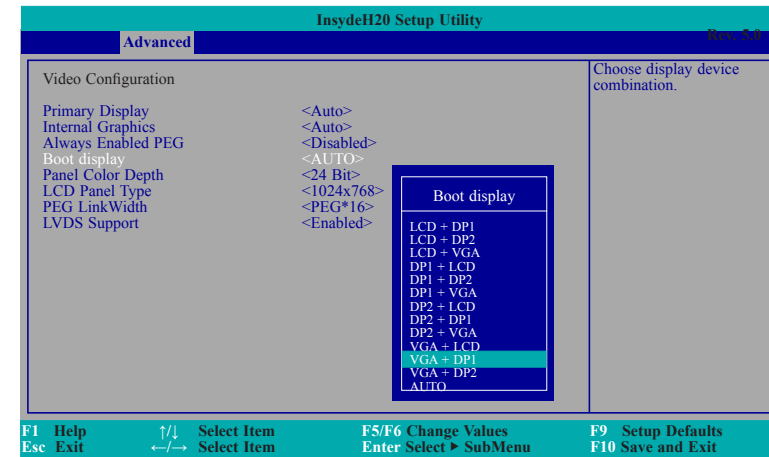 InsydeH20 Setup Utility
Rev. 5.0
Advanced
Video Configuration
Primary Display <Auto>
Internal Graphics <Auto>
Always Enabled PEG <Disabled>
Boot display <AUTO>
Panel Color Depth <24 Bit>
LCD Panel Type <1024x768>
PEG LinkWidth <PEG*16>
LVDS Support <Enabled>
Boot display
LCD + DP1
LCD + DP2
LCD + VGA
DP1 + LCD
DP1 + DP2
DP1 + VGA
DP2 + LCD
DP2 + DP1
DP2 + VGA
VGA + LCD
VGA + DP1
VGA + DP2
AUTO
Choose display device
combination.
F1 Help ↑/↓ Select Item F5/F6 Change Values F9 Setup Defaults
Esc Exit ←/→ Select Item Enter Select ▶ SubMenu F10 Save and Exit